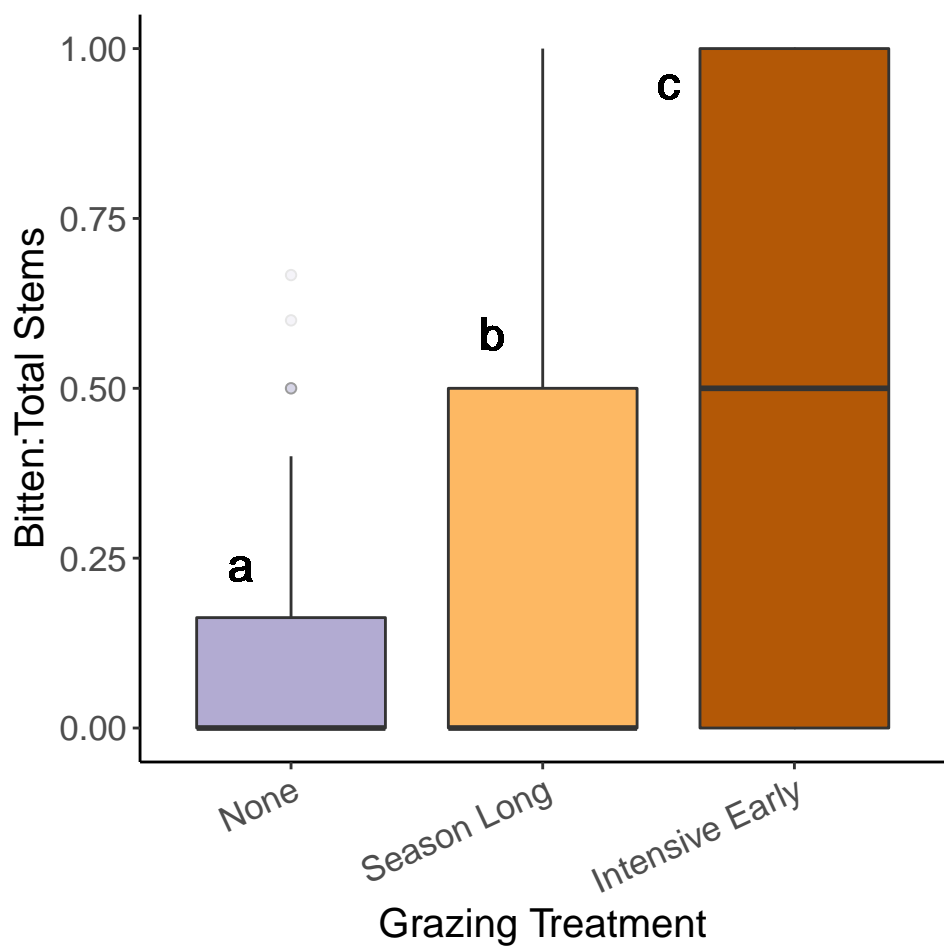 Bitten:Total Stems
1.00
0.75
0.50
0.25
0.00
a
b
c
None
Season Long
Intensive Early
Grazing Treatment